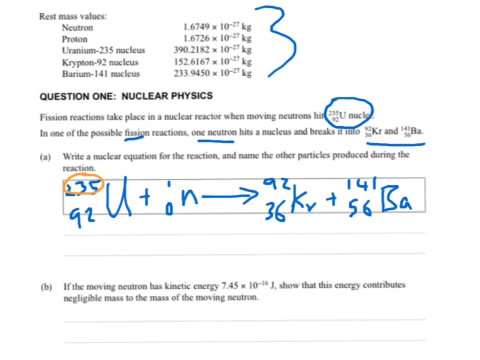 Rest mass values:
Neutron 1.6749 × 10⁻²⁷ kg
Proton 1.6726 × 10⁻²⁷ kg
Uranium-235 nucleus 390.2182 × 10⁻²⁷ kg
Krypton-92 nucleus 152.6167 × 10⁻²⁷ kg
Barium-141 nucleus 233.9450 × 10⁻²⁷ kg
3
QUESTION ONE: NUCLEAR PHYSICS
Fission reactions take place in a nuclear reactor when moving neutrons hit ²³⁵₉₂U nuclei.
In one of the possible fission reactions, one neutron hits a nucleus and breaks it into ⁹²₃₆Kr and ¹⁴¹₅₆Ba.
(a) Write a nuclear equation for the reaction, and name the other particles produced during the
reaction.
²³⁵₉₂U + ¹₀n → ⁹²₃₆Kr + ¹⁴¹₅₆Ba
(b) If the moving neutron has kinetic energy 7.45 × 10⁻¹⁶ J, show that this energy contributes
negligible mass to the mass of the moving neutron.